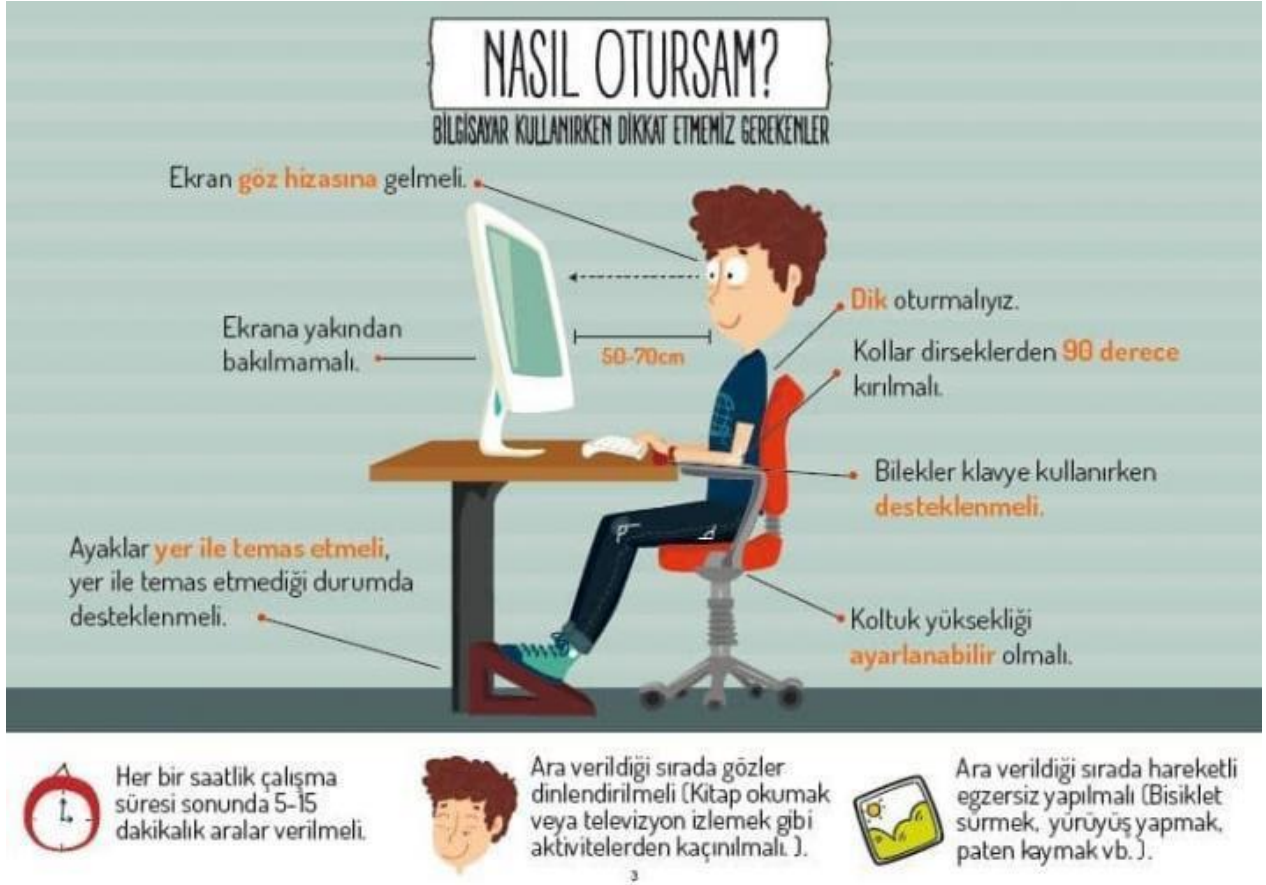 NASIL OTURSAM?
BİLGİSAYAR KULLANIRKEN DİKKAT ETMEMİZ GEREKENLER
Ekran göz hizasına gelmeli.
Ekrana yakından
bakılmamalı.
50-70cm
Dik oturmalıyız.
Kollar dirseklerden 90 derece
kırılmalı.
Bilekler klavye kullanırken
desteklenmeli.
Ayaklar yer ile temas etmeli,
yer ile temas etmediği durumda
desteklenmeli.
Koltuk yüksekliği
ayarlanabilir olmalı.
Her bir saatlik çalışma
süresi sonunda 5-15
dakikalık aralar verilmeli.
Ara verildiği sırada gözler
dinlendirilmeli (Kitap okumak
veya televizyon izlemek gibi
aktivitelerden kaçınılmalı. ).
Ara verildiği sırada hareketli
egzersiz yapılmalı (Bisiklet
sürmek, yürüyüş yapmak,
paten kaymak vb. ).
3